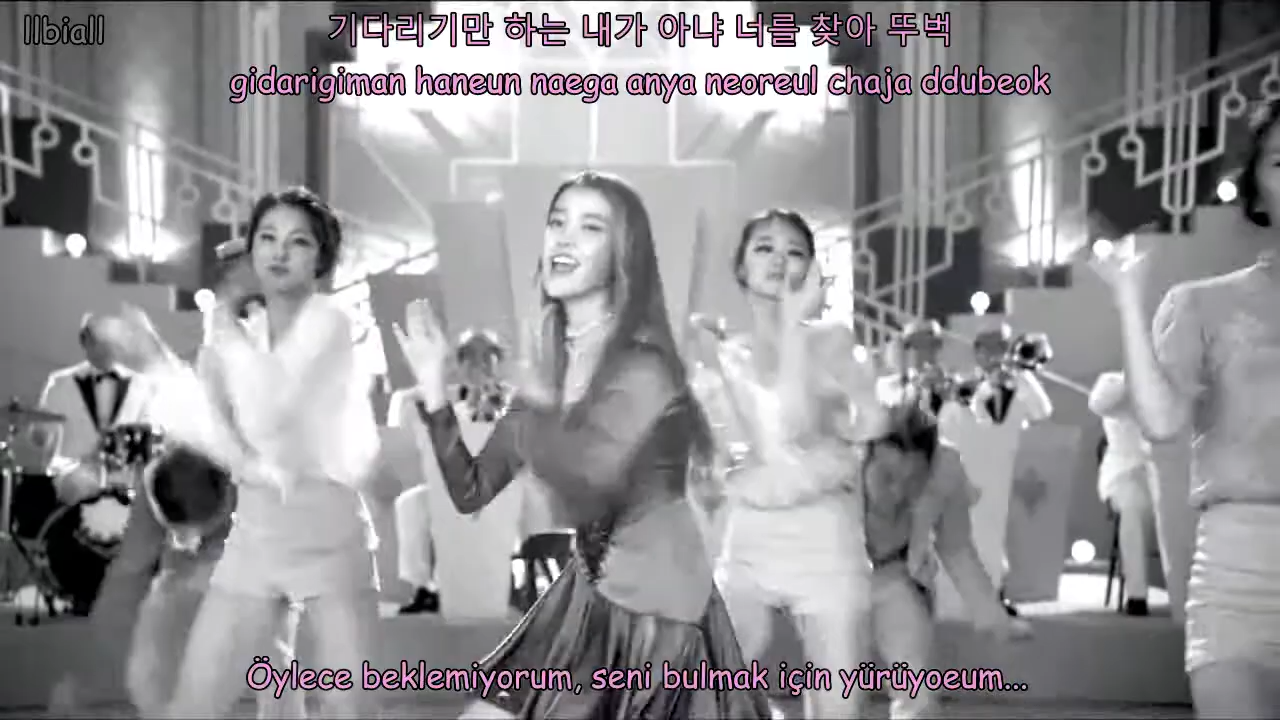 llbiall
기다리기만 하는 내가 아냐 너를 찾아 뚜벅
gidarigiman haneun naega anya neoreul chaja ddubeok
Öylece beklemiyorum, seni bulmak için yürüyoeum...